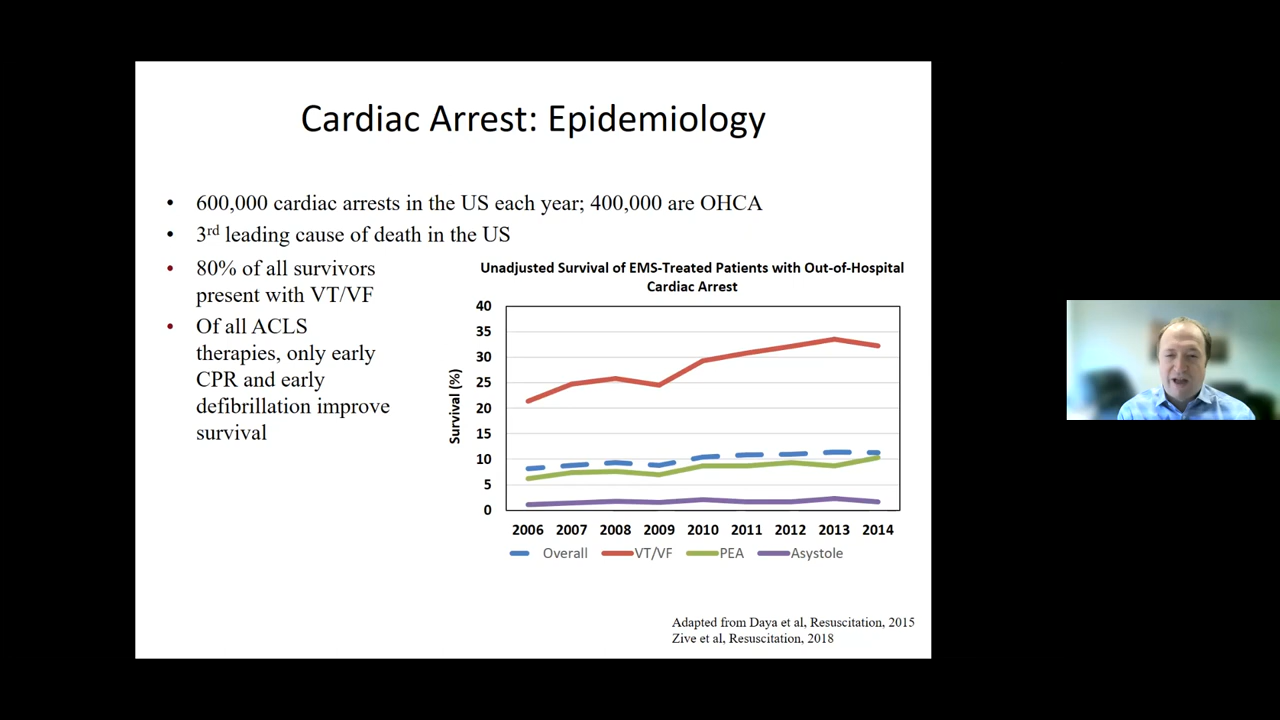 Cardiac Arrest: Epidemiology
• 600,000 cardiac arrests in the US each year; 400,000 are OHCA
• 3rd leading cause of death in the US
• 80% of all survivors
present with VT/VF
• Of all ACLS
therapies, only early
CPR and early
defibrillation improve
survival
Unadjusted Survival of EMS-Treated Patients with Out-of-Hospital
Cardiac Arrest
Survival (%)
40
35
30
25
20
15
10
5
0
2006 2007 2008 2009 2010 2011 2012 2013 2014
Overall VT/VF PEA Asystole
Adapted from Daya et al, Resuscitation, 2015
Zive et al, Resuscitation, 2018